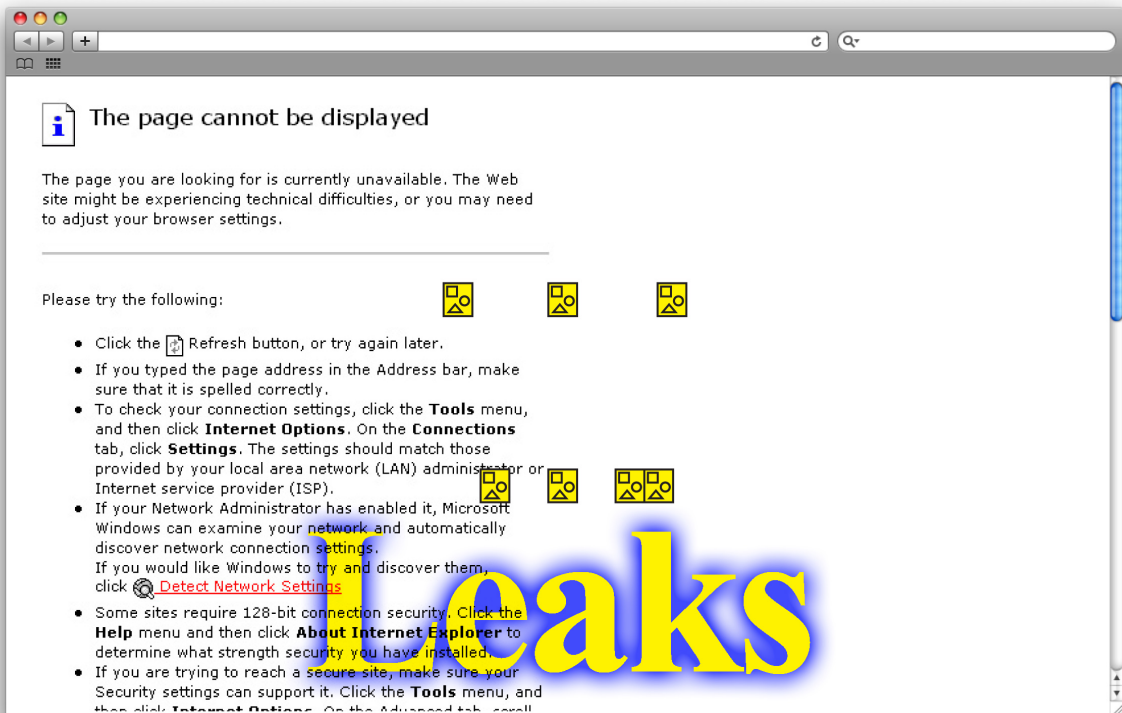 The page cannot be displayed
The page you are looking for is currently unavailable. The Web
site might be experiencing technical difficulties, or you may need
to adjust your browser settings.
Please try the following:
Click the Refresh button, or try again later.
If you typed the page address in the Address bar, make
sure that it is spelled correctly.
To check your connection settings, click the Tools menu,
and then click Internet Options. On the Connections
tab, click Settings. The settings should match those
provided by your local area network (LAN) administrator or
Internet service provider (ISP).
If your Network Administrator has enabled it, Microsoft
Windows can examine your network and automatically
discover network connection settings.
If you would like Windows to try and discover them,
click Detect Network Settings
Some sites require 128-bit connection security. Click the
Help menu and then click About Internet Explorer to
determine what strength security you have installed.
If you are trying to reach a secure site, make sure your
Security settings can support it. Click the Tools menu, and
then click Internet Options. On the Advanced tab, scroll
Leaks